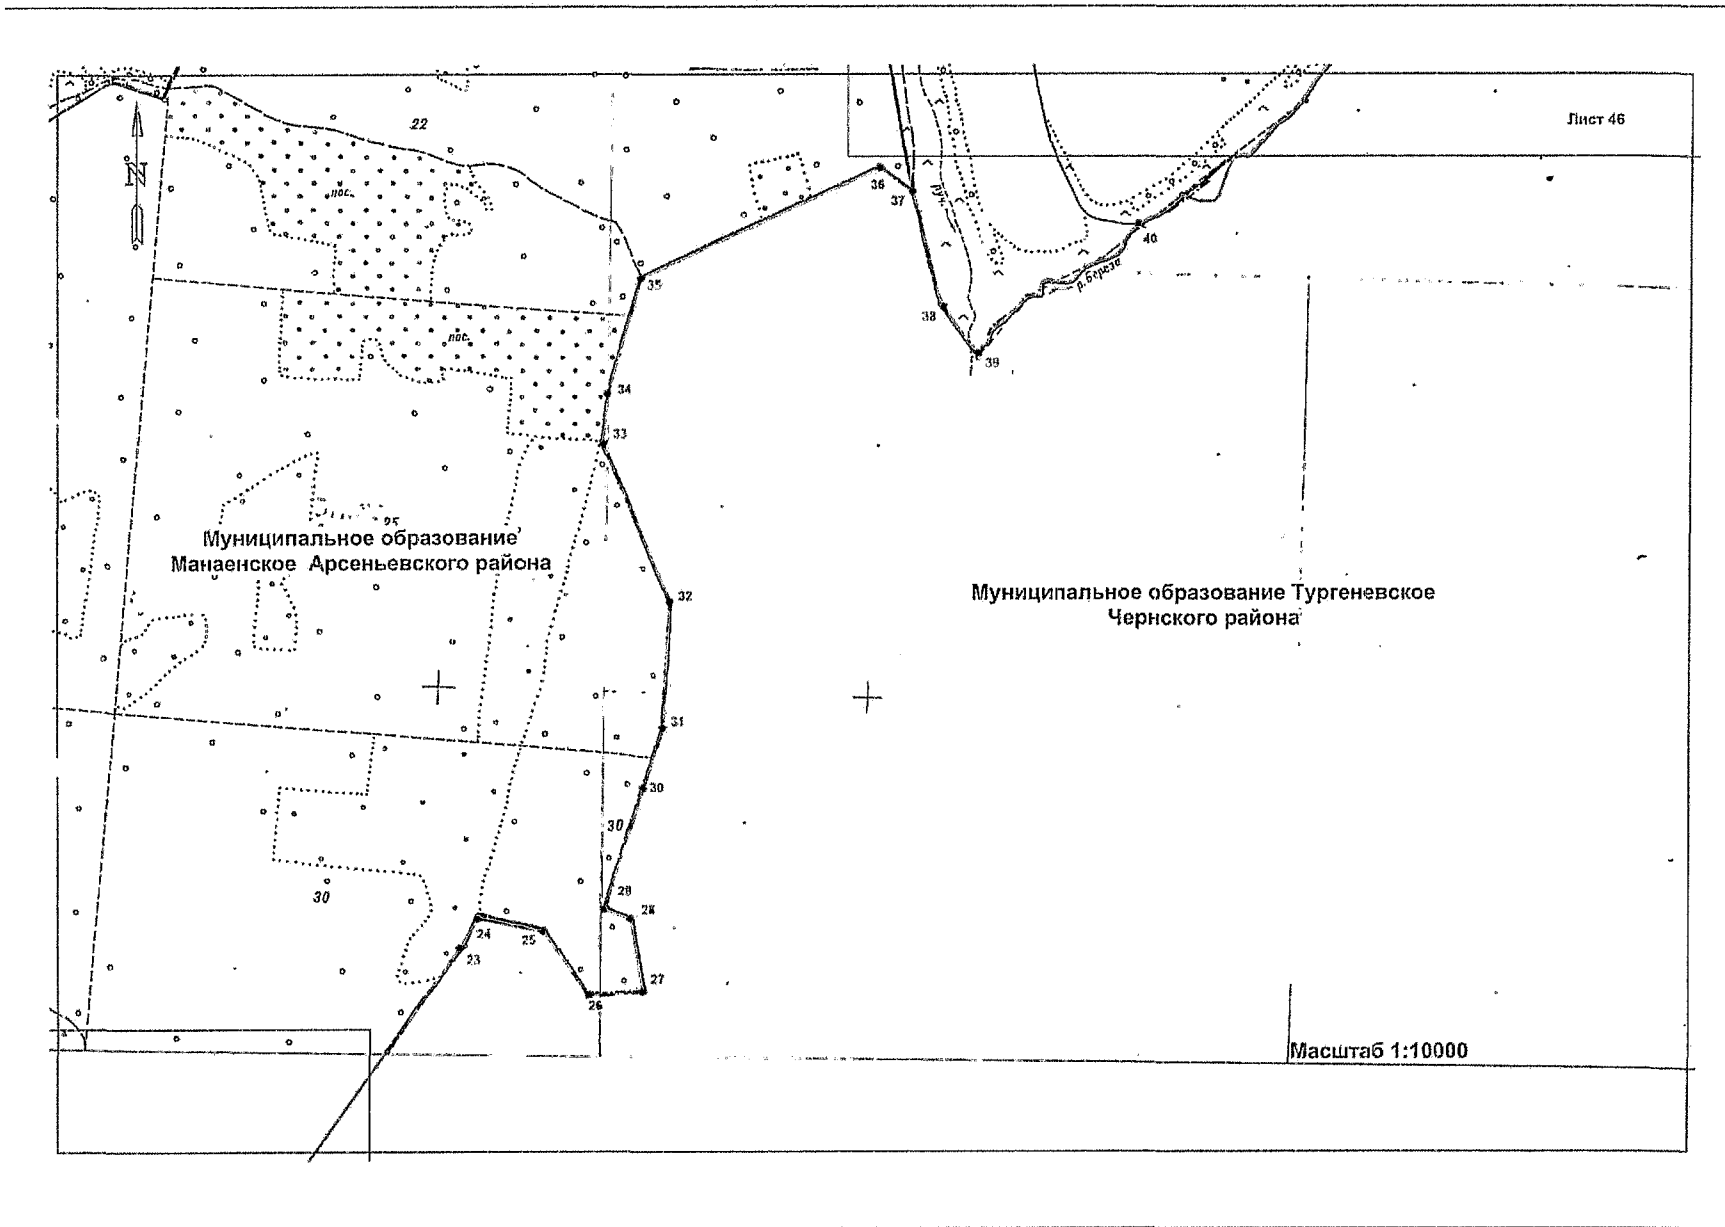 Лист 46
22
N
пос.
36
37
руч.
40
р. Береза
35
38
39
пос.
34
33
25
Муниципальное образование
Манаенское Арсеньевского района
32
Муниципальное образование Тургеневское
Чернского района
31
30
30
30
29
28
24
25
23
27
26
Масштаб 1:10000